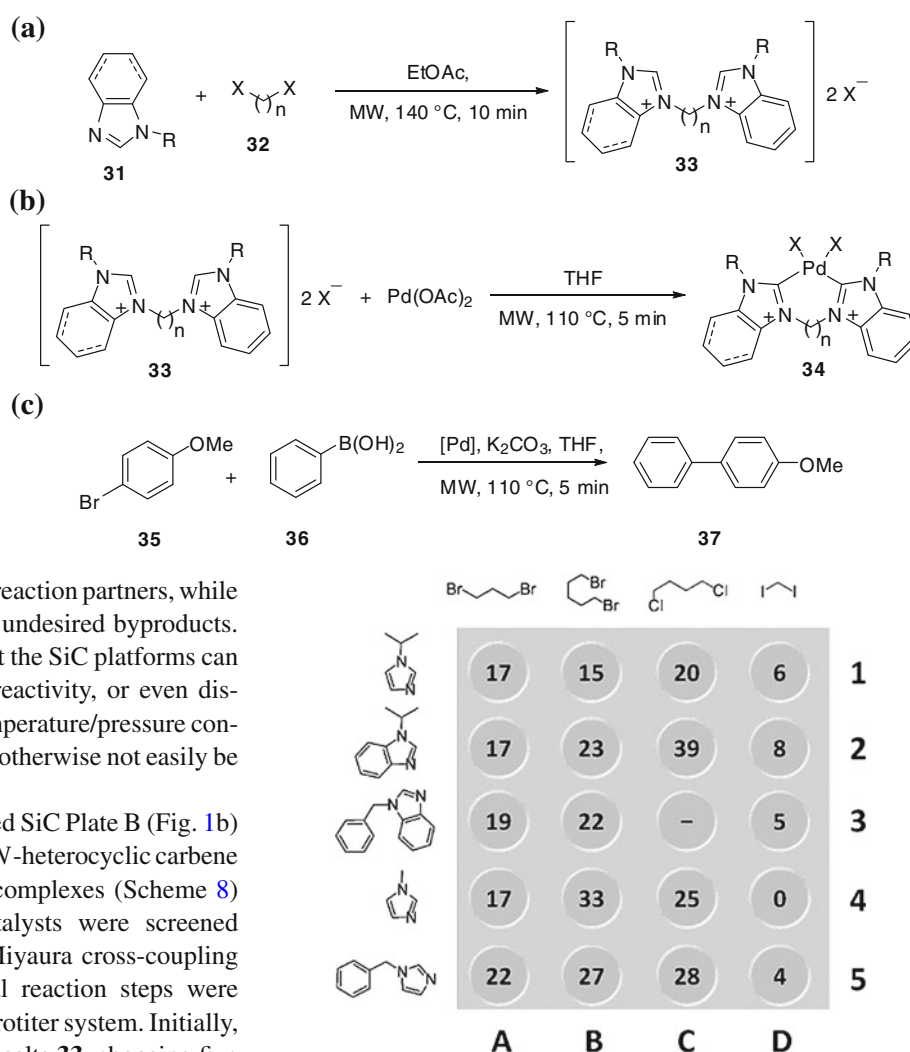 (a)
R
N
N
31
+
X X
n
32
EtOAc,
MW, 140 °C, 10 min
R R
N N
N N
+ +
n
33
2 X–
(b)
R R
N N
N N
+ +
n
33
2 X–
+ Pd(OAc)2
THF
MW, 110 °C, 5 min
X X
Pd
R R
N N
N N
+ +
n
34
(c)
OMe
Br
35
+
B(OH)2
36
[Pd], K2CO3, THF,
MW, 110 °C, 5 min
OMe
37
reaction partners, while
undesired byproducts.
t the SiC platforms can
reactivity, or even dis-
mperature/pressure con-
otherwise not easily be
ed SiC Plate B (Fig. 1b)
N-heterocyclic carbene
complexes (Scheme 8)
talysts were screened
Miyaura cross-coupling
al reaction steps were
rotiter system. Initially,
Br Br
Br
Br
Cl
Cl
I I
N
N
17 15 20 6 1
N
N
17 23 39 8 2
N
N
19 22 – 5 3
N
N
17 33 25 0 4
N
N
22 27 28 4 5
A B C D